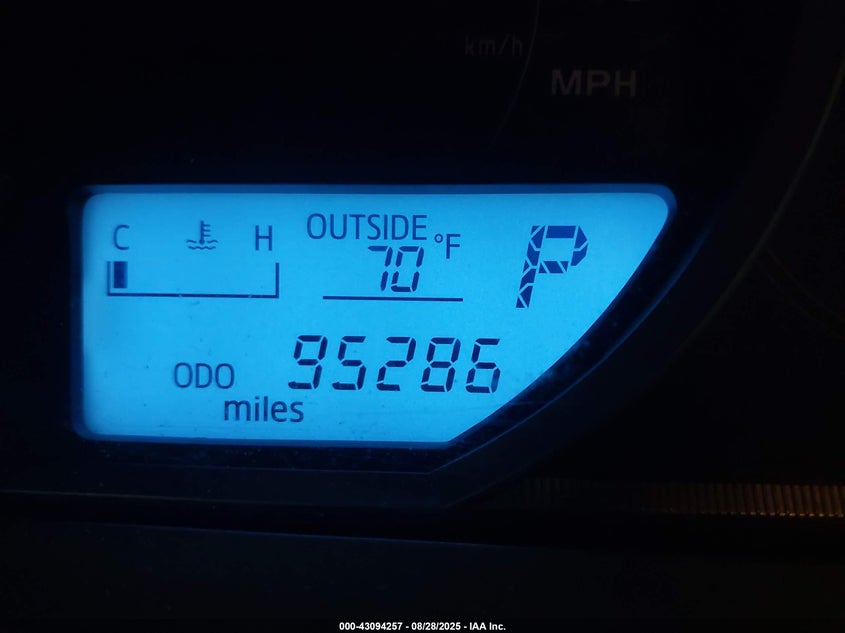 km/h
MPH
C H OUTSIDE °F P
70
ODO 95286
miles
000-43094257 - 08/28/2025 - IAA Inc.